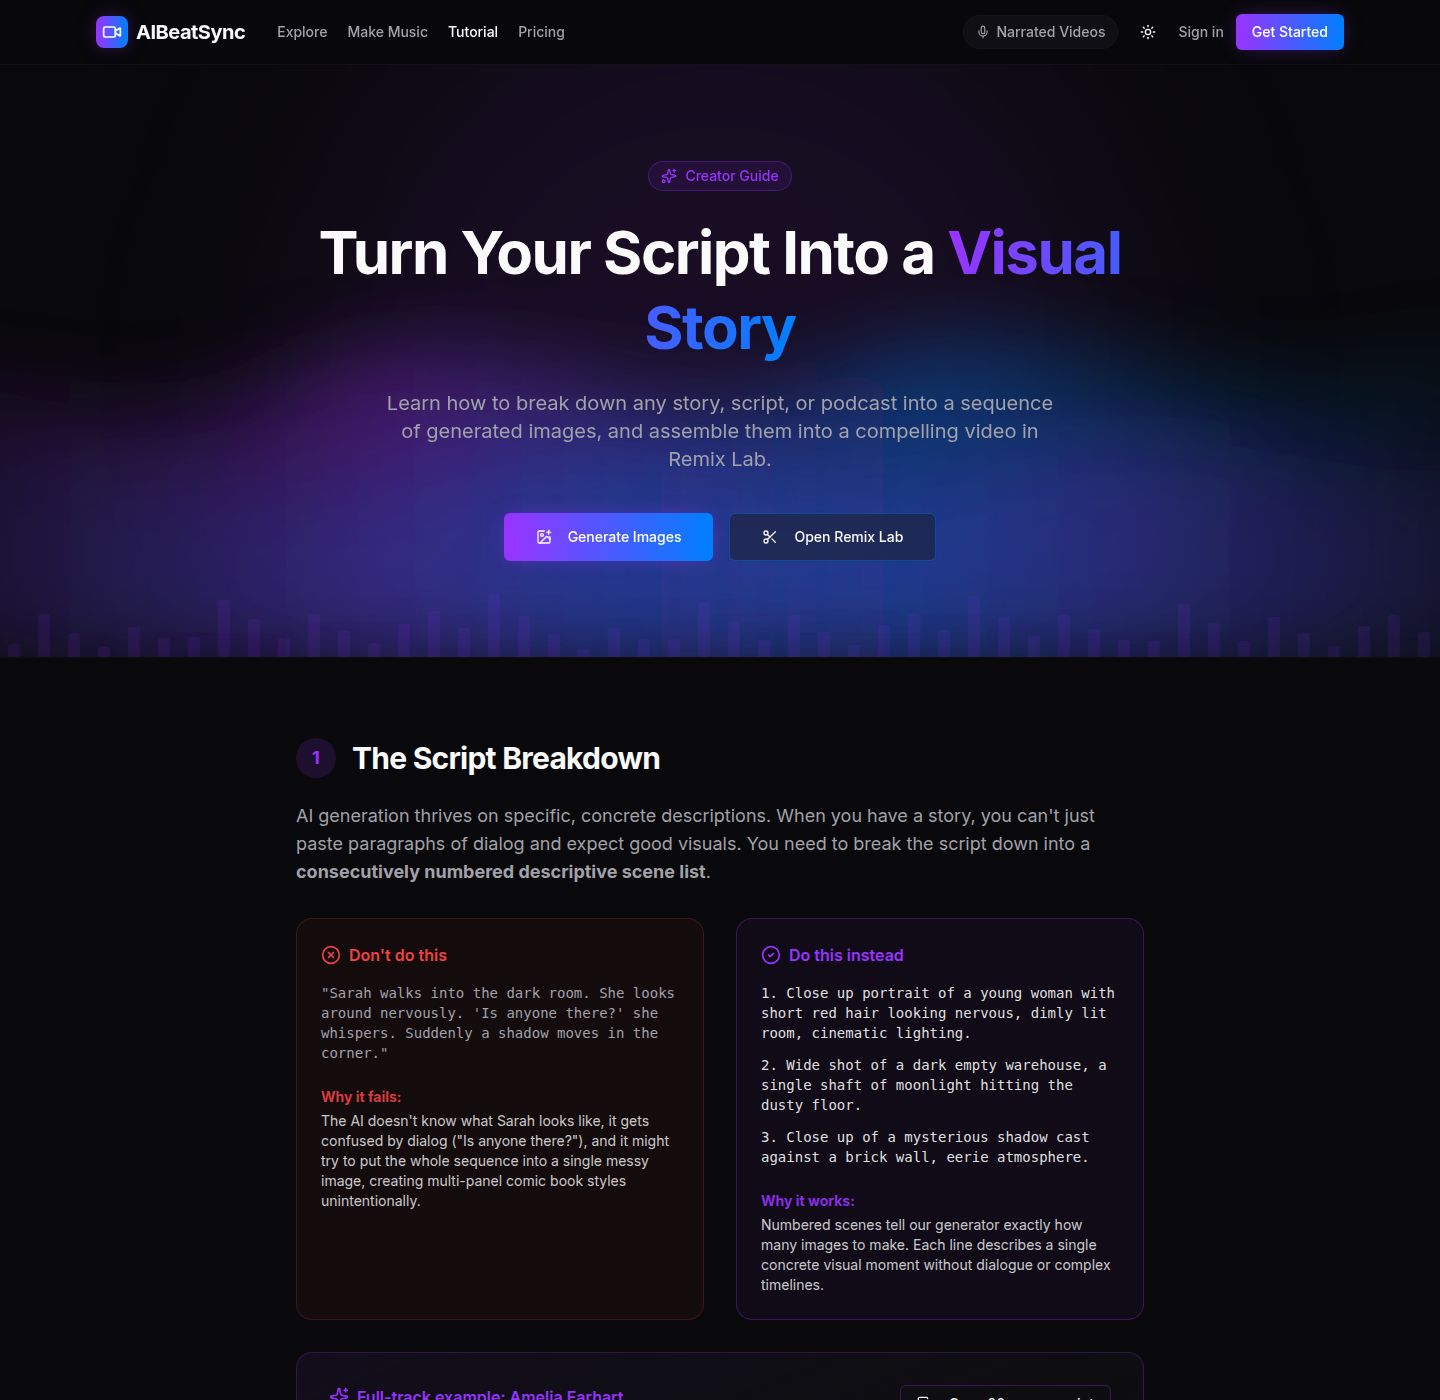 AIBeatSync
Explore
Make Music
Tutorial
Pricing
Narrated Videos
Sign in
Get Started
Creator Guide
Turn Your Script Into a Visual
Story
Learn how to break down any story, script, or podcast into a sequence
of generated images, and assemble them into a compelling video in
Remix Lab.
Generate Images
Open Remix Lab
1
The Script Breakdown
AI generation thrives on specific, concrete descriptions. When you have a story, you can't just
paste paragraphs of dialog and expect good visuals. You need to break the script down into a
consecutively numbered descriptive scene list.
Don't do this
"Sarah walks into the dark room. She looks
around nervously. 'Is anyone there?' she
whispers. Suddenly a shadow moves in the
corner."
Why it fails:
The AI doesn't know what Sarah looks like, it gets
confused by dialog ("Is anyone there?"), and it might
try to put the whole sequence into a single messy
image, creating multi-panel comic book styles
unintentionally.
Do this instead
1. Close up portrait of a young woman with
short red hair looking nervous, dimly lit
room, cinematic lighting.
2. Wide shot of a dark empty warehouse, a
single shaft of moonlight hitting the
dusty floor.
3. Close up of a mysterious shadow cast
against a brick wall, eerie atmosphere.
Why it works:
Numbered scenes tell our generator exactly how
many images to make. Each line describes a single
concrete visual moment without dialogue or complex
timelines.
Full-track example: Amelia Earhart